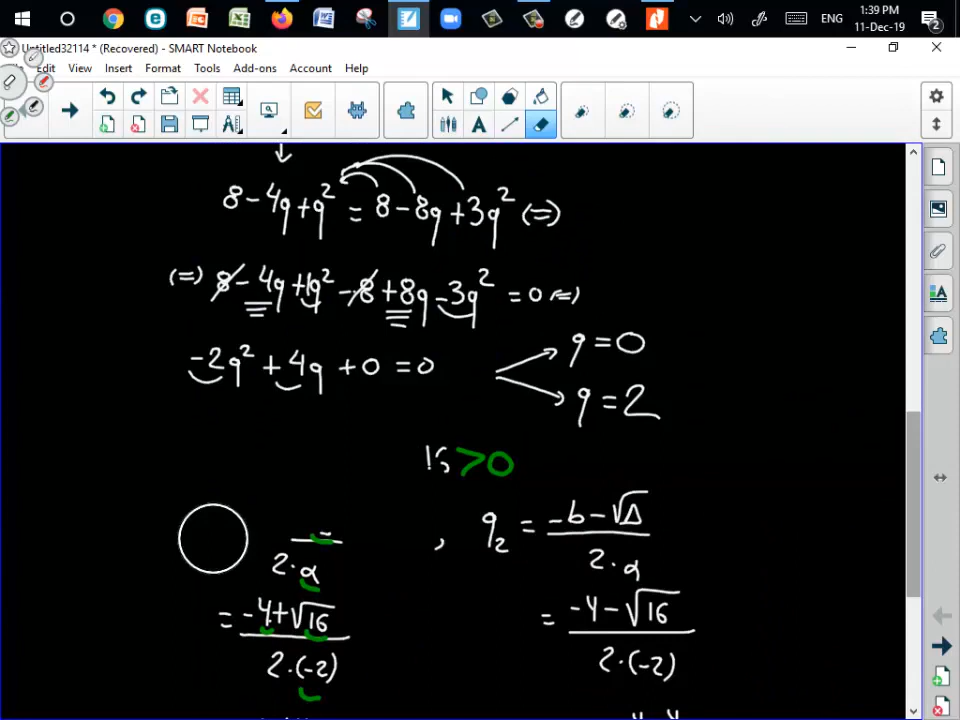 1:39 PM
ENG
11-Dec-19
2
Untitled32114 * (Recovered) - SMART Notebook
Edit View Insert Format Tools Add-ons Account Help
8 - 4q + q² = 8 - 8q + 3q² (=)
(=) 8 - 4q + 1q² - 8 + 8q - 3q² = 0 (=)
-2q² + 4q + 0 = 0
q = 0
q = 2
> 0
2·α
, q₂ = -b - √Δ / 2·α
= -4 + √16 / 2·(-2)
= -4 - √16 / 2·(-2)